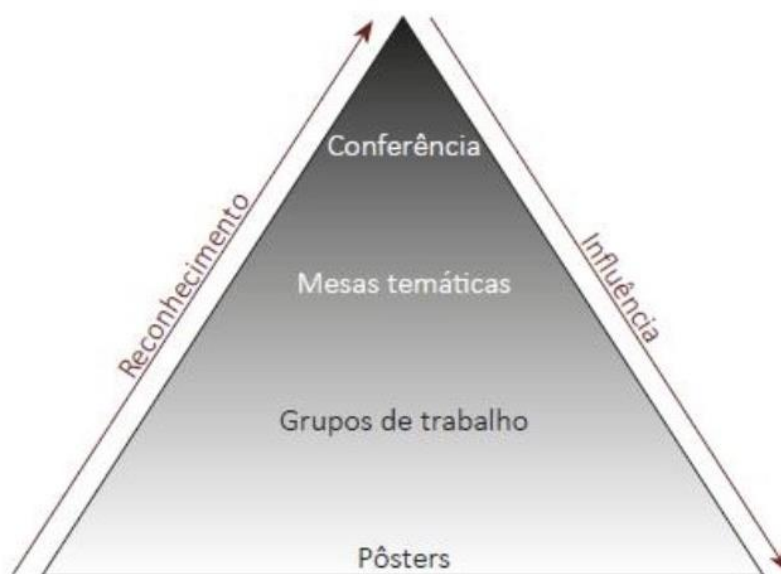 Conferência
Reconhecimento
Influência
Mesas temáticas
Grupos de trabalho
Pôsters